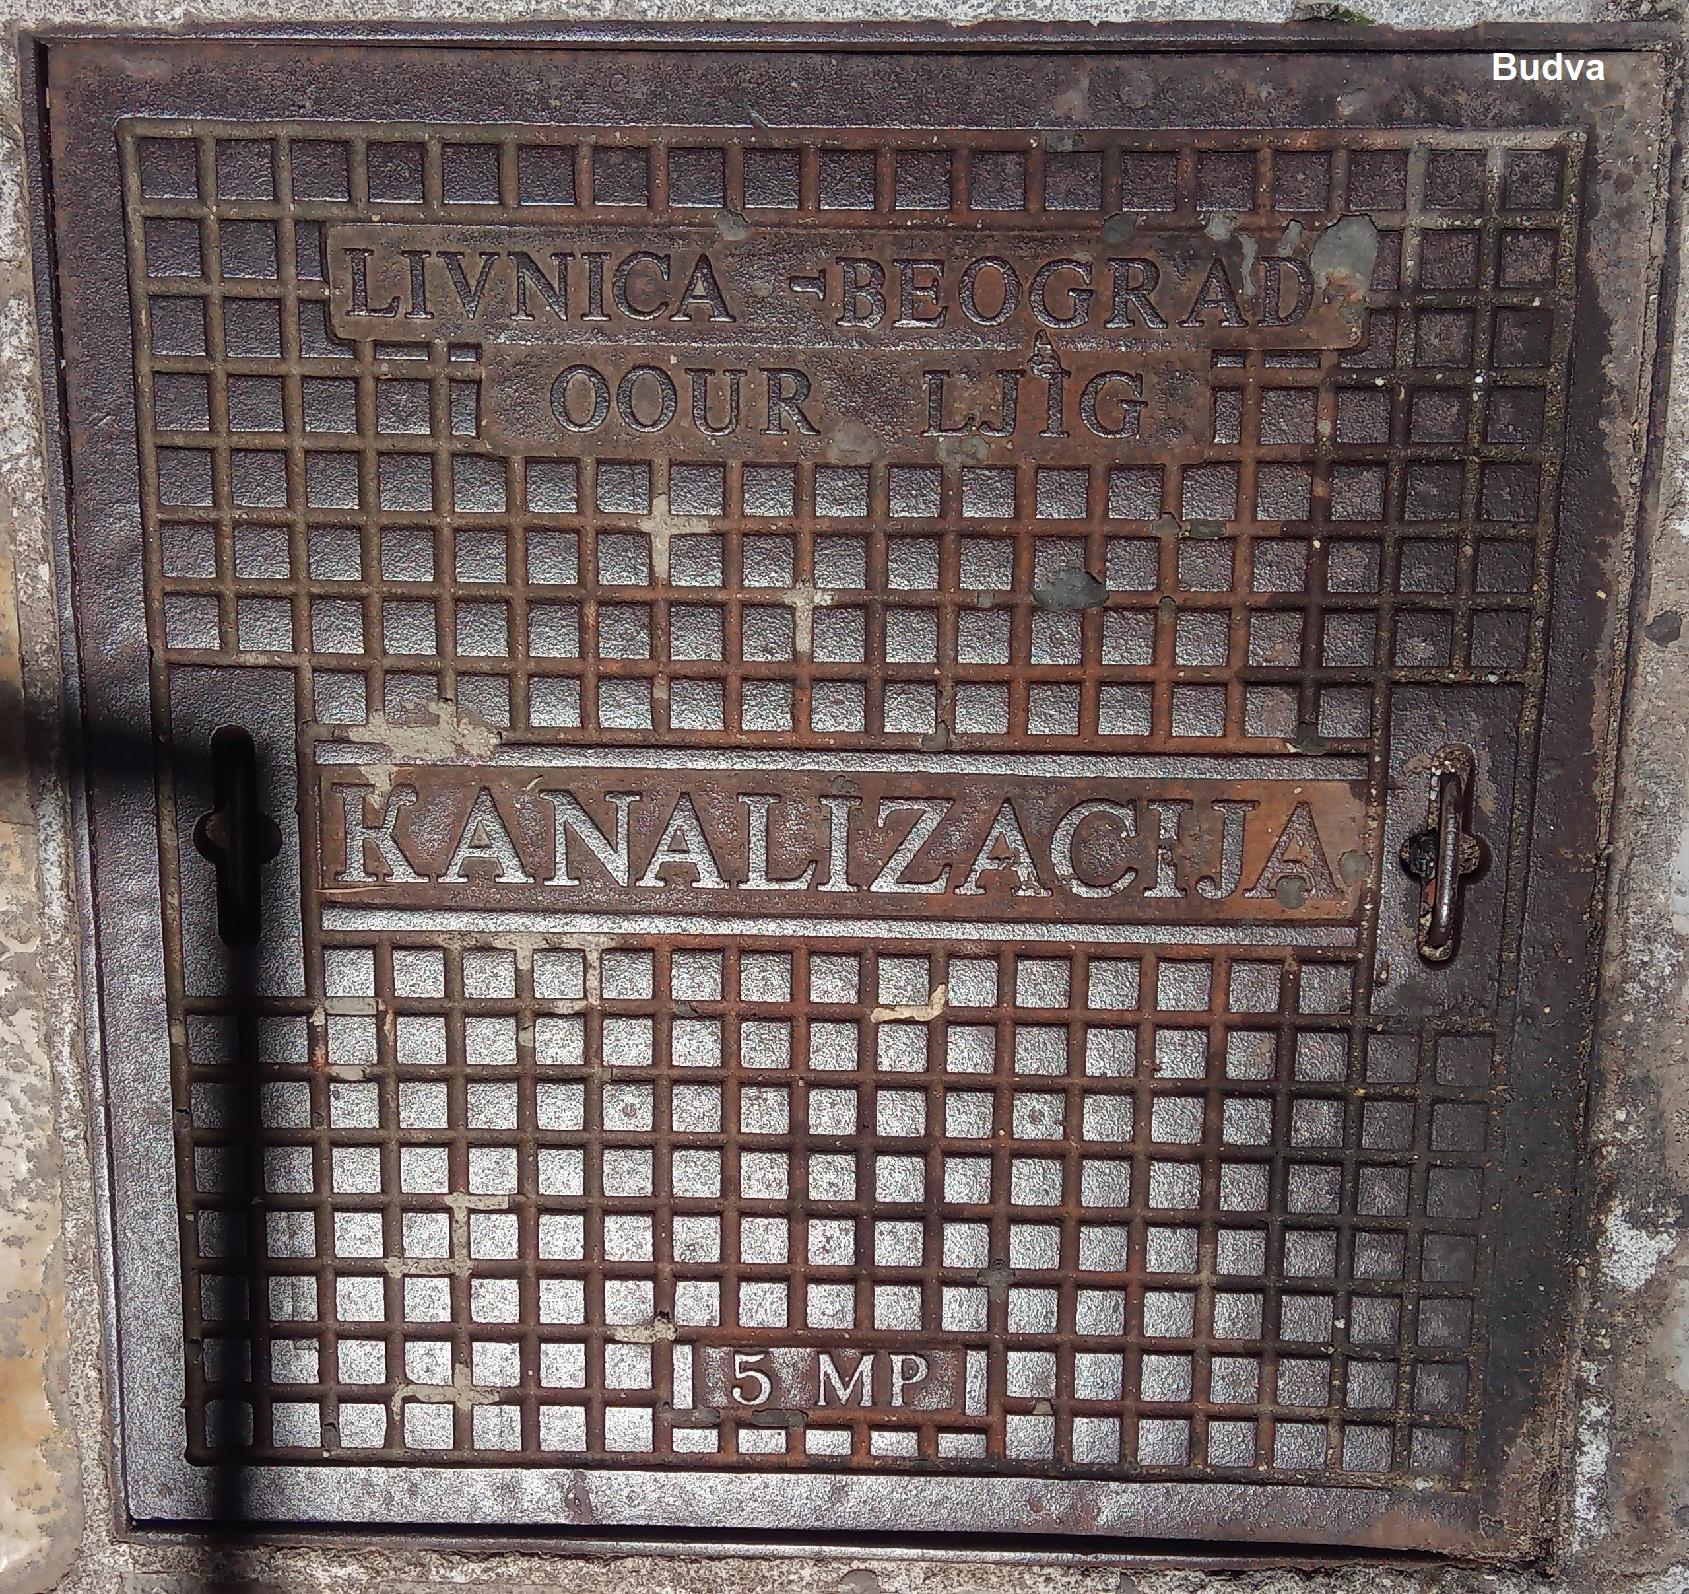 Budva
LIVNICA - BEOGRAD
OOUR LJIG
KANALIZACIJA
5 MP